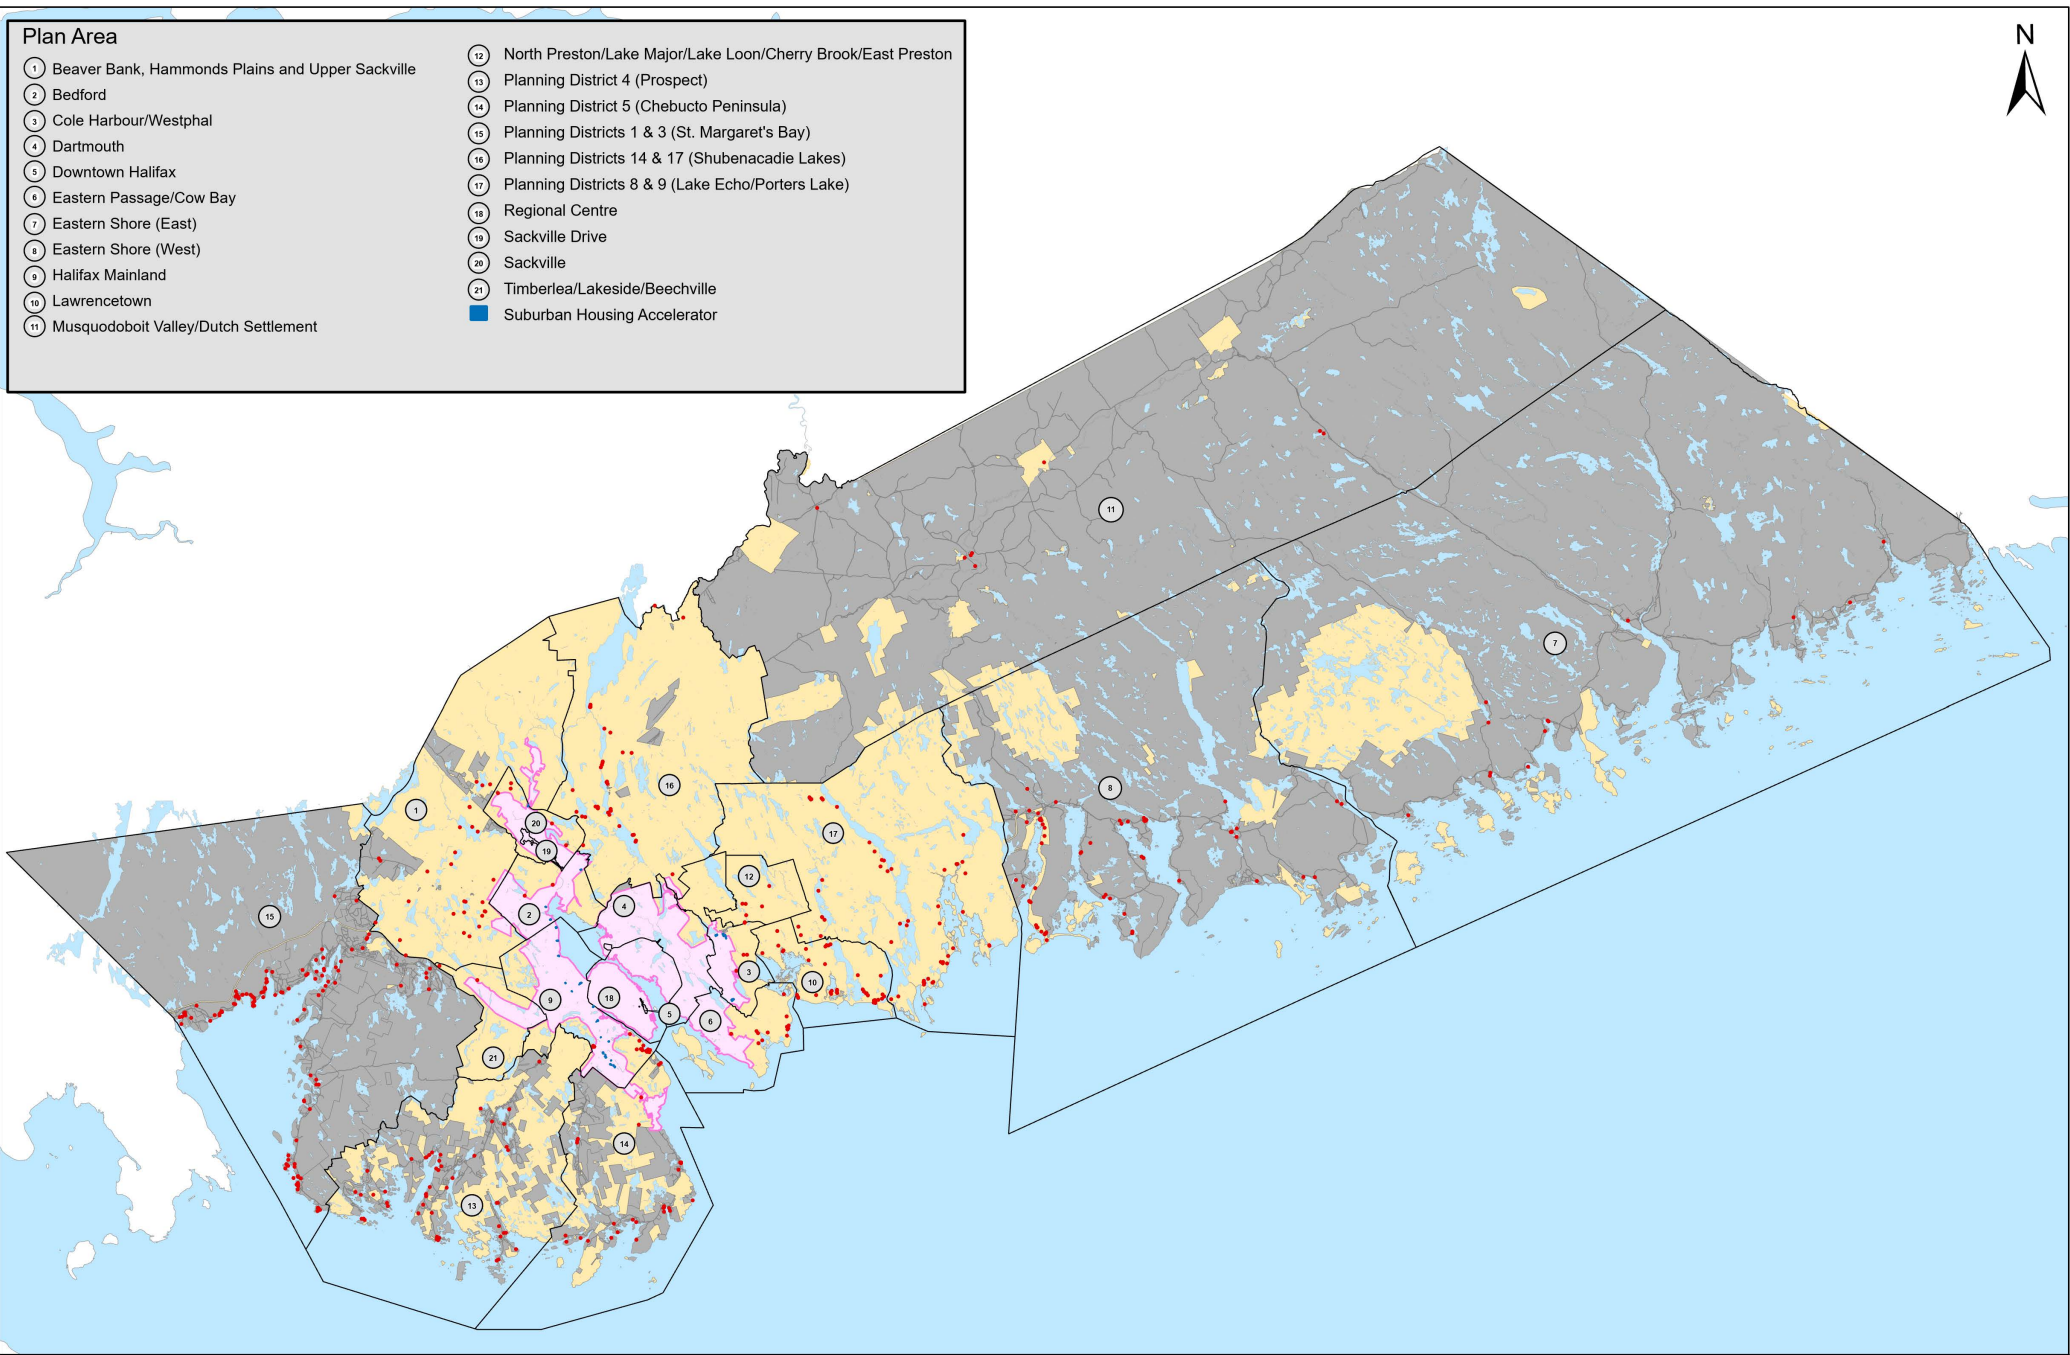 Plan Area
1 Beaver Bank, Hammonds Plains and Upper Sackville
2 Bedford
3 Cole Harbour/Westphal
4 Dartmouth
5 Downtown Halifax
6 Eastern Passage/Cow Bay
7 Eastern Shore (East)
8 Eastern Shore (West)
9 Halifax Mainland
10 Lawrencetown
11 Musquodoboit Valley/Dutch Settlement
12 North Preston/Lake Major/Lake Loon/Cherry Brook/East Preston
13 Planning District 4 (Prospect)
14 Planning District 5 (Chebucto Peninsula)
15 Planning Districts 1 & 3 (St. Margaret's Bay)
16 Planning Districts 14 & 17 (Shubenacadie Lakes)
17 Planning Districts 8 & 9 (Lake Echo/Porters Lake)
18 Regional Centre
19 Sackville Drive
20 Sackville
21 Timberlea/Lakeside/Beechville
Suburban Housing Accelerator
N
11
7
16
8
1
20
17
19
12
4
2
15
3
10
18
9
5
6
21
14
13